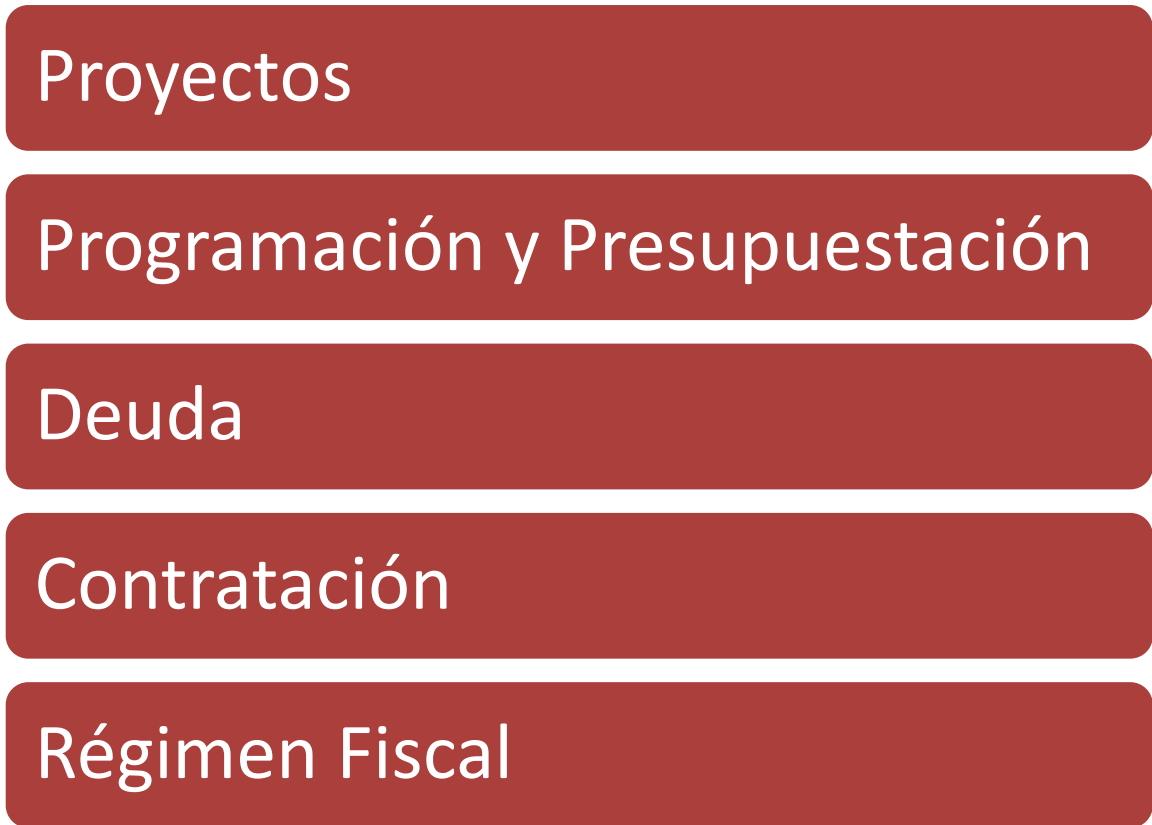 Proyectos
Programación y Presupuestación
Deuda
Contratación
Régimen Fiscal